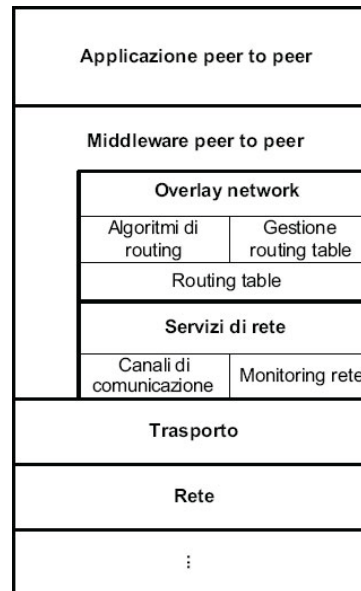 Applicazione peer to peer
Middleware peer to peer
Overlay network
Algoritmi di
routing
Gestione
routing table
Routing table
Servizi di rete
Canali di
comunicazione
Monitoring rete
Trasporto
Rete
...